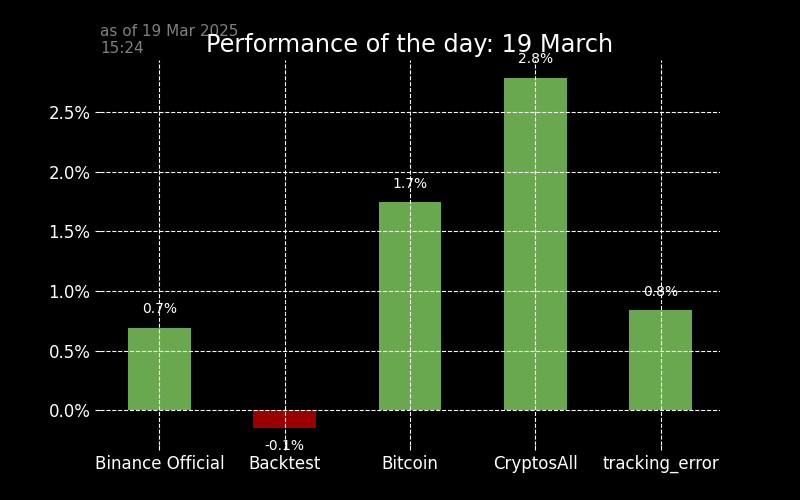 as of 19 Mar 2025
15:24
Performance of the day: 19 March
2.8%
2.5%
2.0%
1.7%
1.5%
1.0%
0.8%
0.7%
0.5%
0.0%
-0.1%
Binance Official
Backtest
Bitcoin
CryptosAll
tracking_error